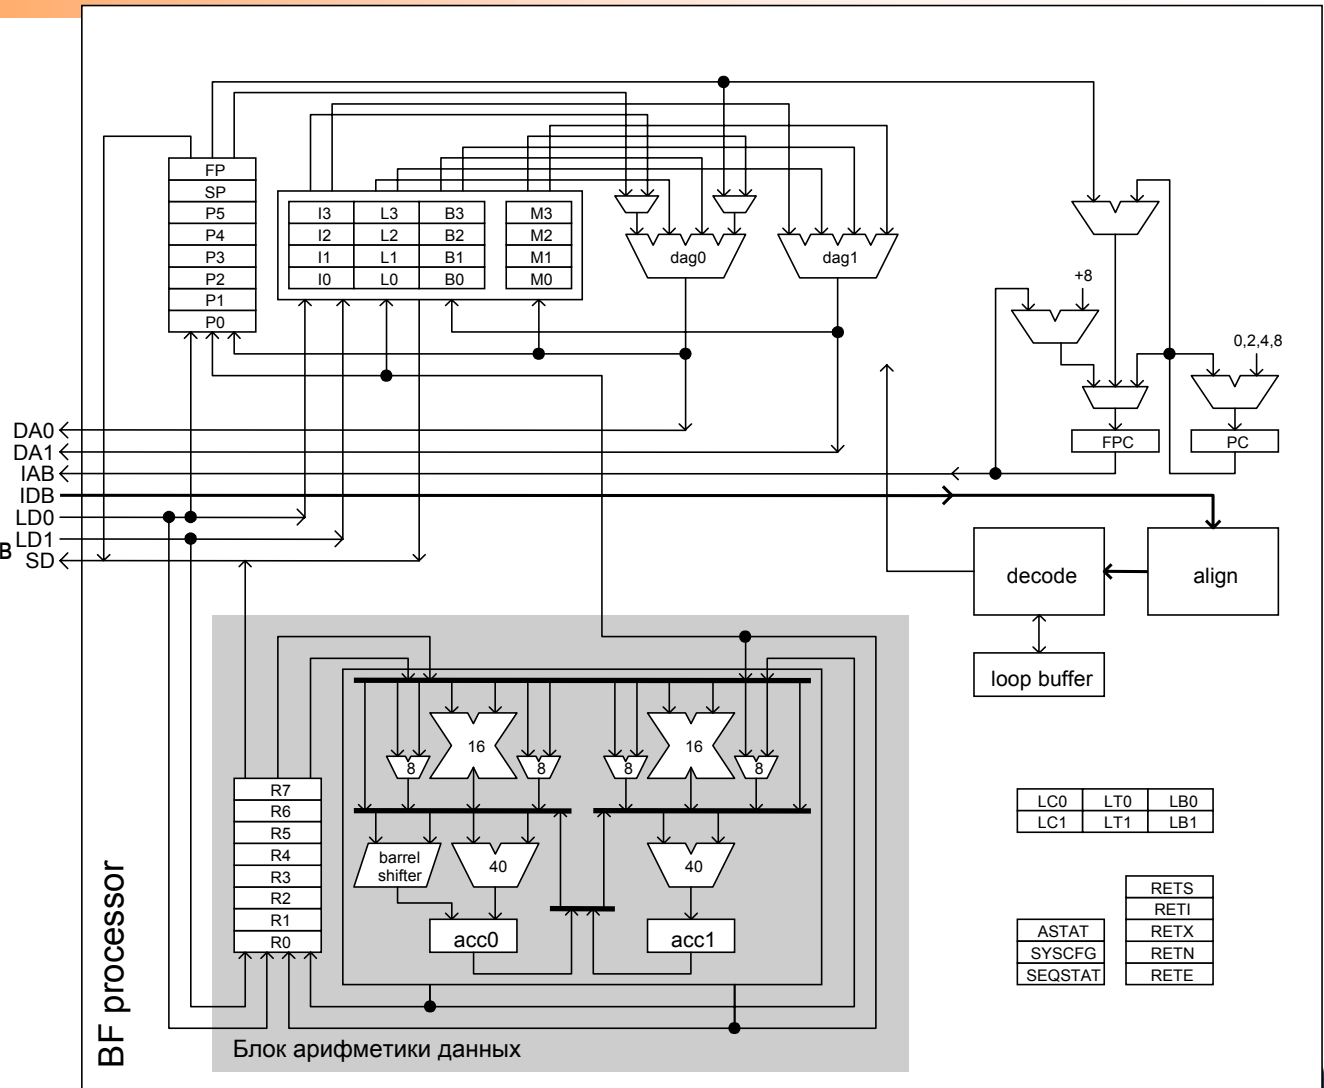 FP
SP
P5
P4
P3
P2
P1
P0
I3 L3 B3 M3
I2 L2 B2 M2
I1 L1 B1 M1
I0 L0 B0 M0
dag0
dag1
+8
0,2,4,8
FPC
PC
DA0
DA1
IAB
IDB
LD0
LD1
в
SD
decode
align
loop buffer
16
16
8
8
8
8
barrel
shifter
40
40
acc0
acc1
R7
R6
R5
R4
R3
R2
R1
R0
LC0 LT0 LB0
LC1 LT1 LB1
RETS
RETI
RETX
RETN
RETE
ASTAT
SYSCFG
SEQSTAT
BF processor
Блок арифметики данных